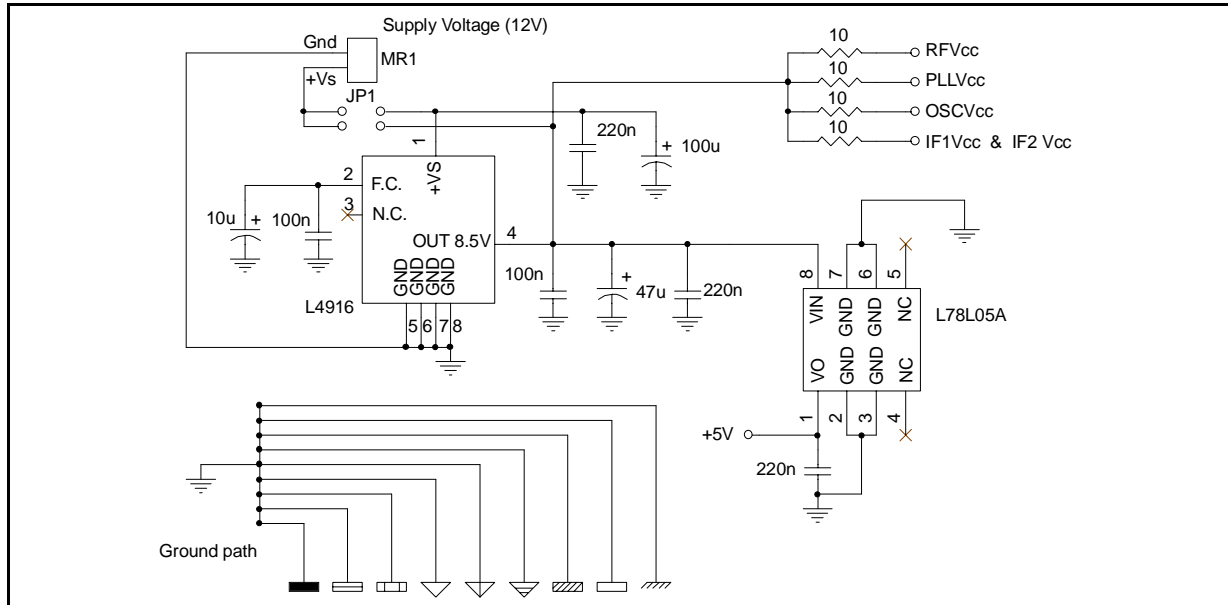 Supply Voltage (12V)
Gnd
MR1
+Vs
JP1
10
RFVcc
10
PLLVcc
10
OSCVcc
10
IF1Vcc & IF2 Vcc
220n
+
100u
1
+VS
2
F.C.
3
N.C.
10u
+
100n
OUT 8.5V
4
GND
GND
GND
GND
L4916
5
6
7
8
100n
+
47u
220n
8
7
6
5
VIN
GND
GND
NC
L78L05A
VO
GND
GND
NC
1
2
3
4
+5V
220n
Ground path